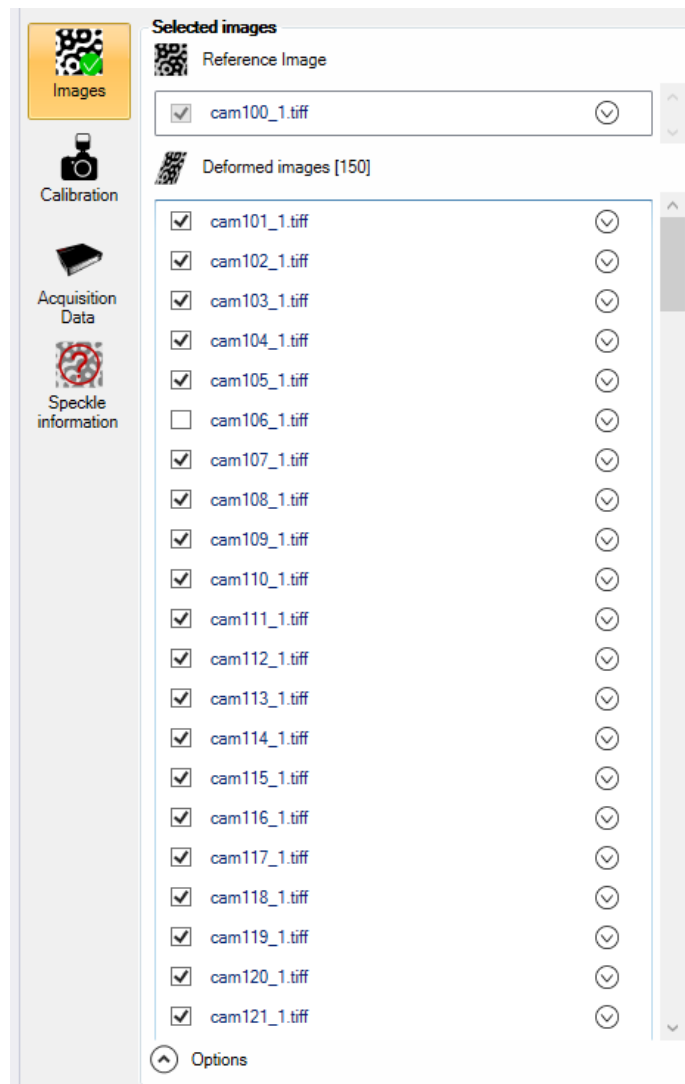 Selected images
Reference Image
cam100_1.tiff
Deformed images [150]
cam101_1.tiff
cam102_1.tiff
cam103_1.tiff
cam104_1.tiff
cam105_1.tiff
cam106_1.tiff
cam107_1.tiff
cam108_1.tiff
cam109_1.tiff
cam110_1.tiff
cam111_1.tiff
cam112_1.tiff
cam113_1.tiff
cam114_1.tiff
cam115_1.tiff
cam116_1.tiff
cam117_1.tiff
cam118_1.tiff
cam119_1.tiff
cam120_1.tiff
cam121_1.tiff
Options
Images
Calibration
Acquisition
Data
Speckle
information